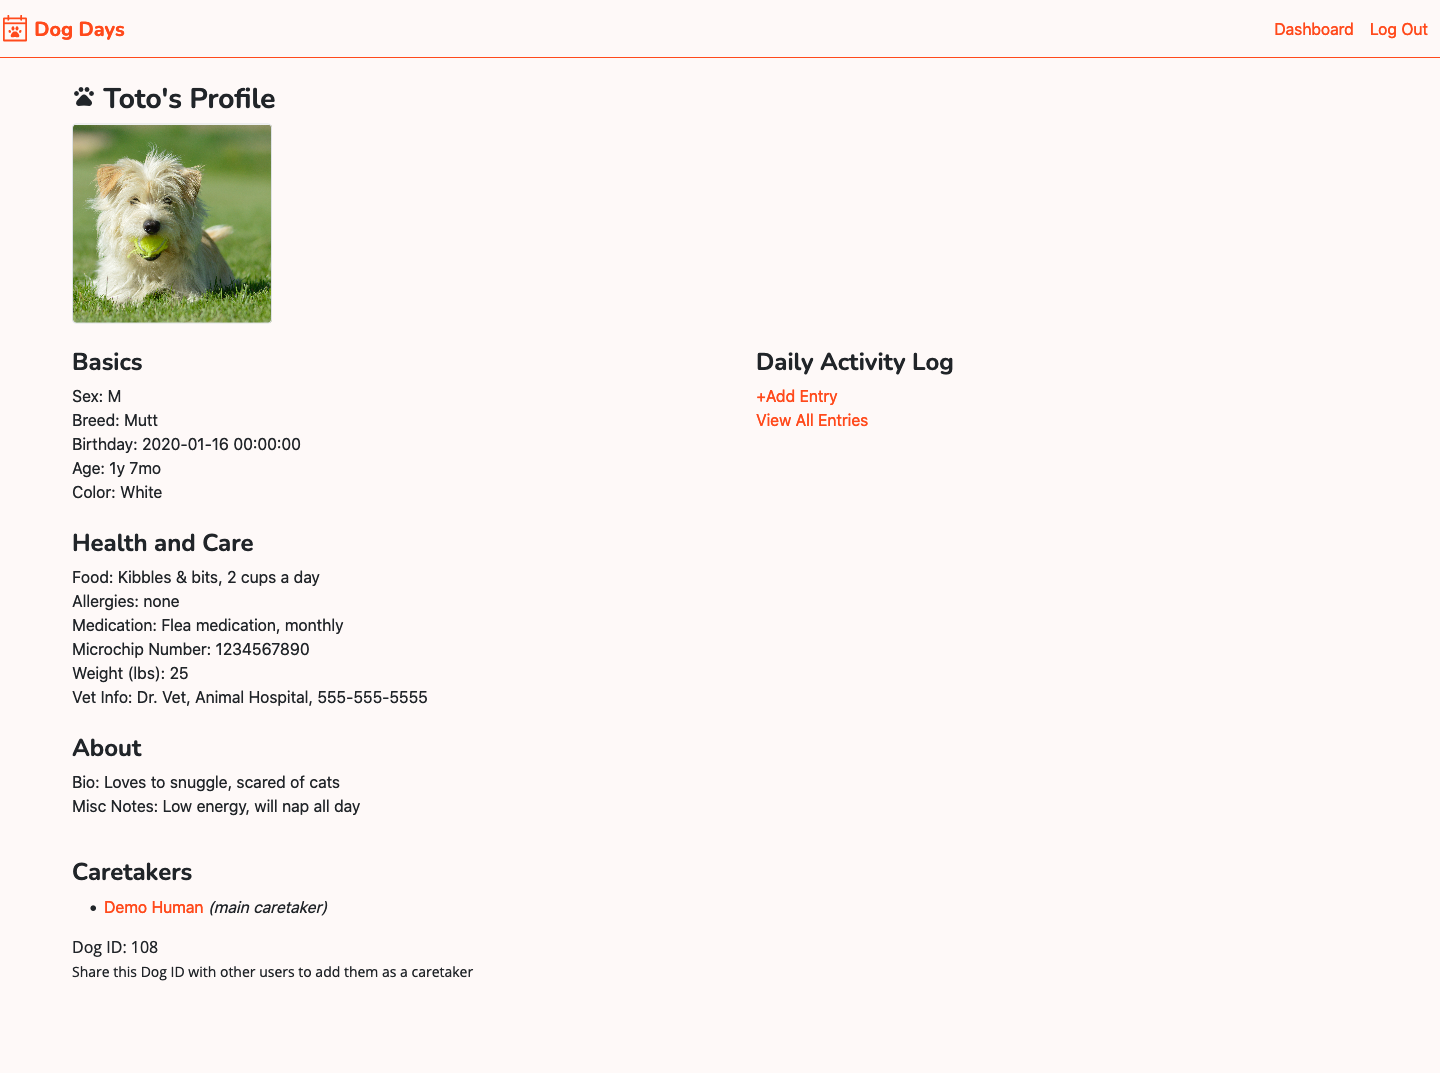 Dog Days
Dashboard Log Out
Toto's Profile
Basics
Sex: M
Breed: Mutt
Birthday: 2020-01-16 00:00:00
Age: 1y 7mo
Color: White
Daily Activity Log
+Add Entry
View All Entries
Health and Care
Food: Kibbles & bits, 2 cups a day
Allergies: none
Medication: Flea medication, monthly
Microchip Number: 1234567890
Weight (lbs): 25
Vet Info: Dr. Vet, Animal Hospital, 555-555-5555
About
Bio: Loves to snuggle, scared of cats
Misc Notes: Low energy, will nap all day
Caretakers
• Demo Human (main caretaker)
Dog ID: 108
Share this Dog ID with other users to add them as a caretaker